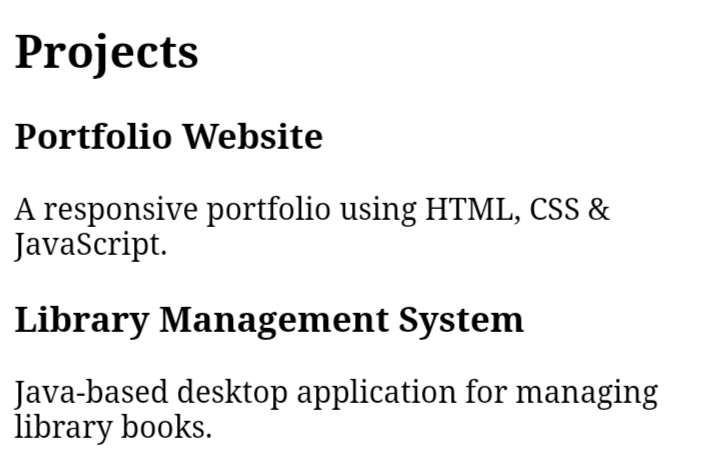 Projects
Portfolio Website
A responsive portfolio using HTML, CSS &
JavaScript.
Library Management System
Java-based desktop application for managing
library books.